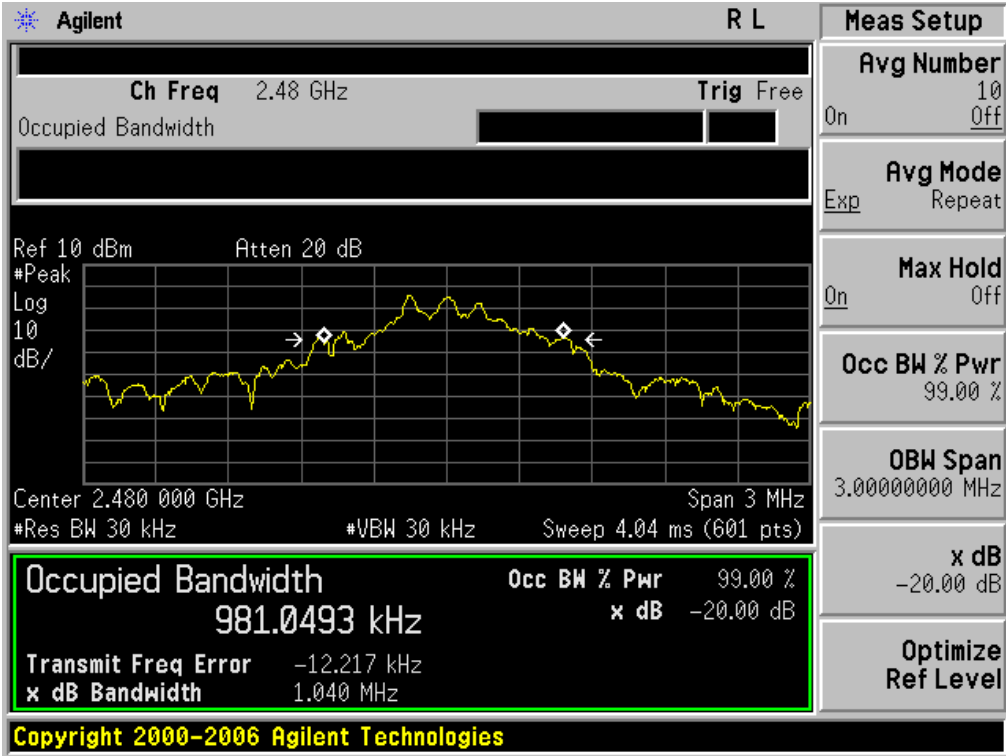 Agilent R L
Ch Freq 2.48 GHz Trig Free
Occupied Bandwidth
Ref 10 dBm Atten 20 dB
#Peak
Log
10
dB/
Center 2.480 000 GHz Span 3 MHz
#Res BW 30 kHz #VBW 30 kHz Sweep 4.04 ms (601 pts)
Occupied Bandwidth Occ BW % Pwr 99.00 %
981.0493 kHz x dB -20.00 dB
Transmit Freq Error -12.217 kHz
x dB Bandwidth 1.040 MHz
Copyright 2000-2006 Agilent Technologies
Meas Setup
Avg Number
10
On Off
Avg Mode
Exp Repeat
Max Hold
On Off
Occ BW % Pwr
99.00 %
OBW Span
3.00000000 MHz
x dB
-20.00 dB
Optimize
Ref Level